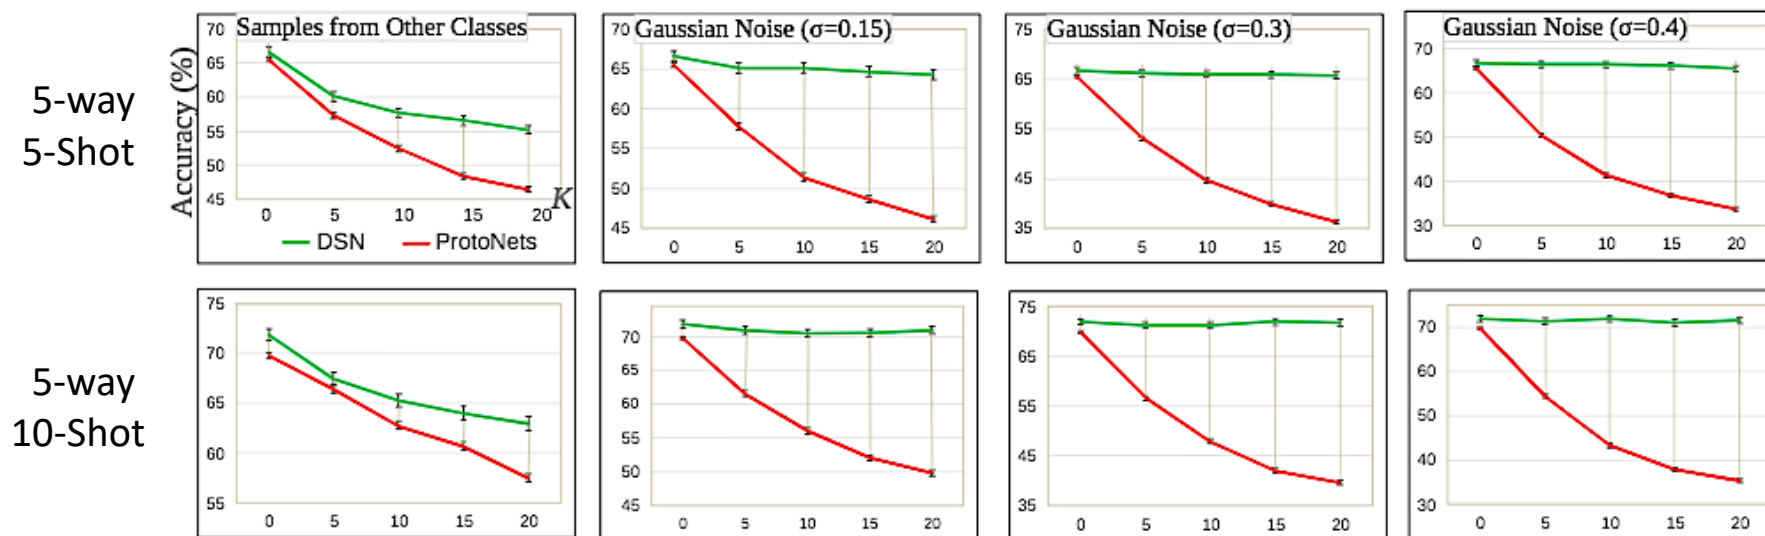 Samples from Other Classes
Gaussian Noise (σ=0.15)
Gaussian Noise (σ=0.3)
Gaussian Noise (σ=0.4)
5-way
5-Shot
Accuracy (%)
70
65
60
55
50
45
0 5 10 15 20 K
DSN ProtoNets
70
65
60
55
50
45
0 5 10 15 20
75
65
55
45
35
0 5 10 15 20
70
60
50
40
30
0 5 10 15 20
5-way
10-Shot
75
70
65
60
55
0 5 10 15 20
70
65
60
55
50
45
0 5 10 15 20
75
65
55
45
35
0 5 10 15 20
70
60
50
40
30
0 5 10 15 20